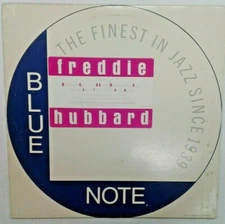 THE FINEST IN JAZZ SINCE 1939
freddie
hubbard
BLUE
NOTE